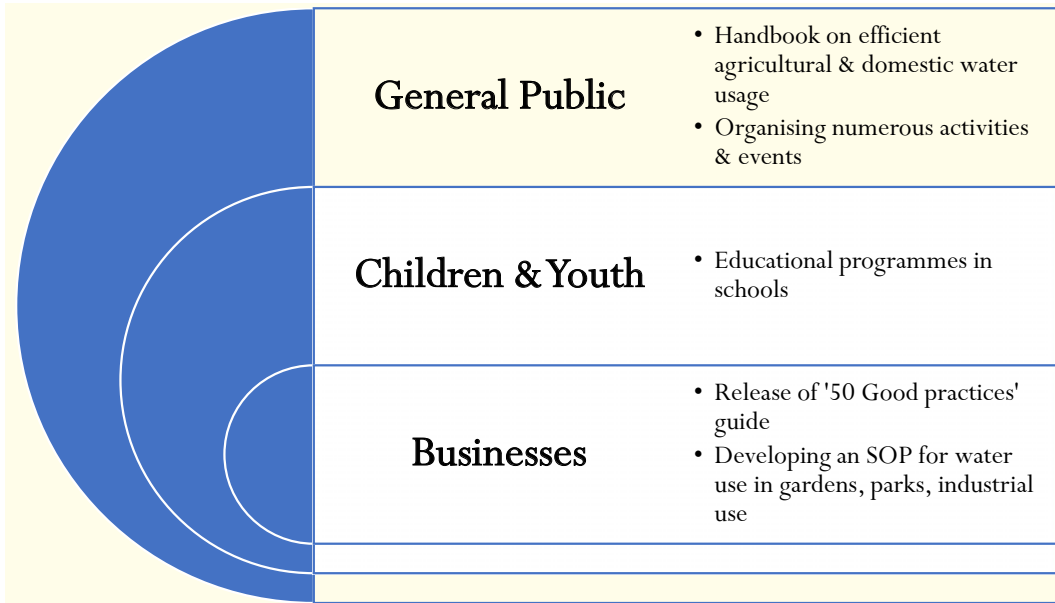 General Public
• Handbook on efficient
agricultural & domestic water
usage
• Organising numerous activities
& events
Children & Youth
• Educational programmes in
schools
Businesses
• Release of '50 Good practices'
guide
• Developing an SOP for water
use in gardens, parks, industrial
use